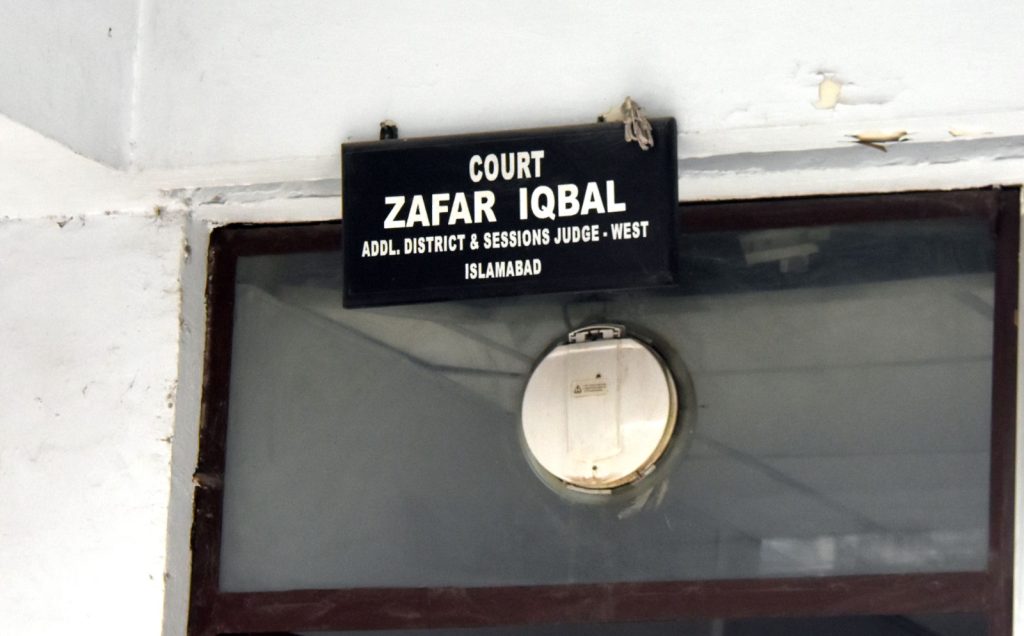 COURT
ZAFAR IQBAL
ADDL. DISTRICT & SESSIONS JUDGE - WEST
ISLAMABAD